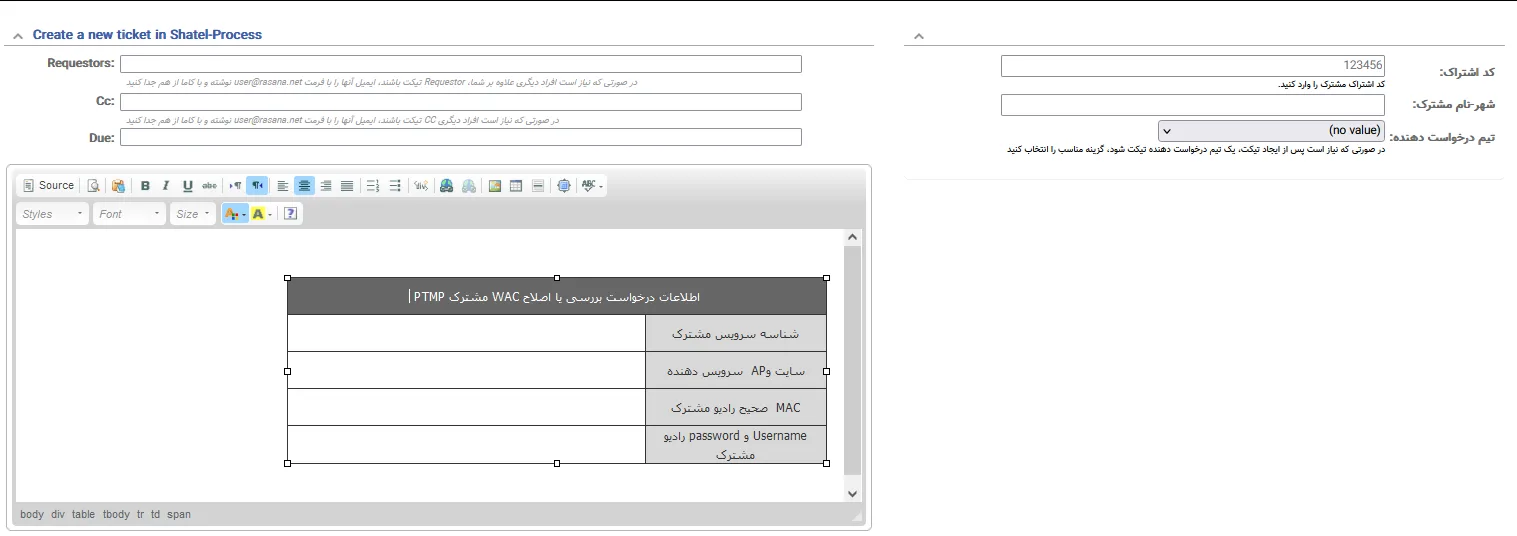 Create a new ticket in Shatel-Process
Requestors:
در صورتی که نیاز است افراد دیگری علاوه بر شما، Requestor تیکت باشند، ایمیل آنها را با فرمت user@rasana.net نوشته و با کاما از هم جدا کنید
Cc:
در صورتی که نیاز است افراد دیگری CC تیکت باشند، ایمیل آنها را با فرمت user@rasana.net نوشته و با کاما از هم جدا کنید
Due:
Source
Styles Font Size
اطلاعات درخواست بررسی یا اصلاح WAC مشترک PTMP
شناسه سرویس مشترک
سایت وAP سرویس دهنده
MAC صحیح رادیو مشترک
Username و password رادیو
مشترک
body div table tbody tr td span
کد اشتراک: 123456
کد اشتراک مشترک را وارد کنید.
شهر-نام مشترک:
تیم درخواست دهنده: (no value)
در صورتی که نیاز است پس از ایجاد تیکت، یک تیم درخواست دهنده تیکت شود، گزینه مناسب را انتخاب کنید